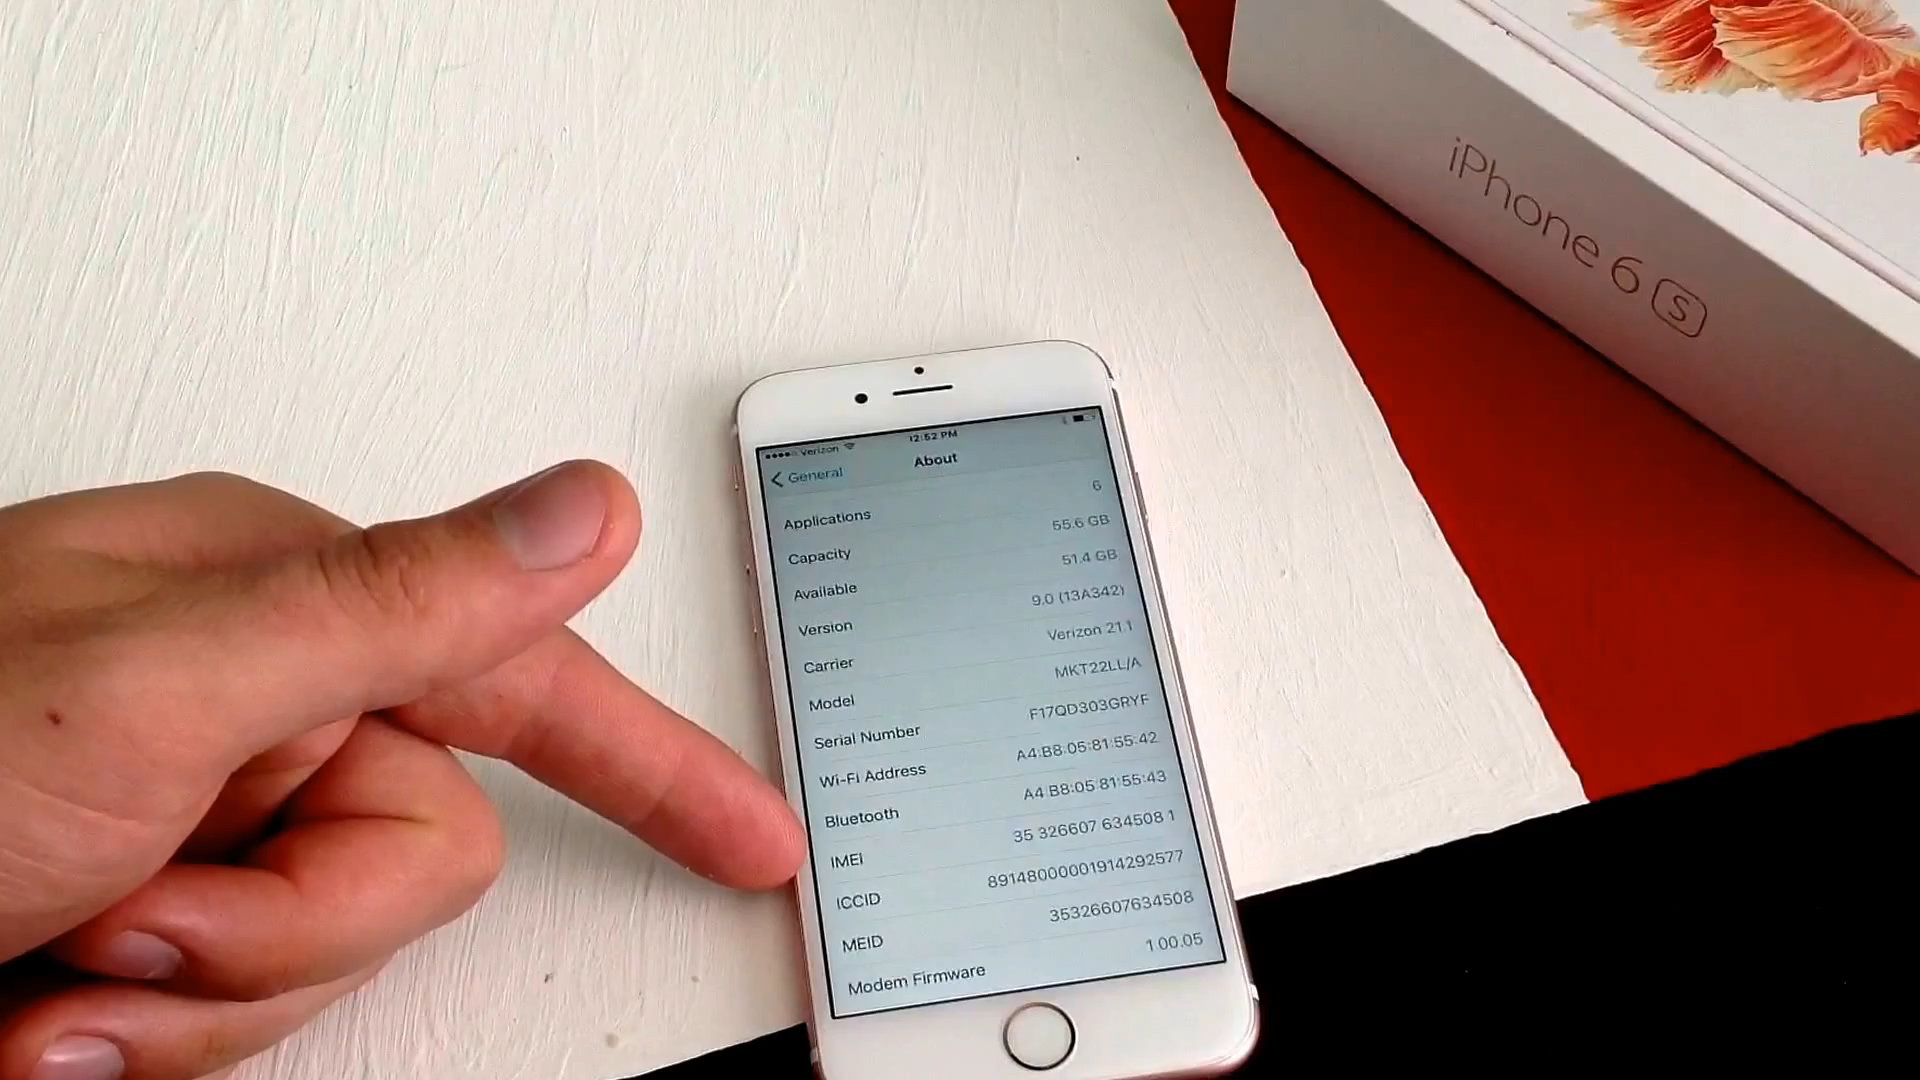 iPhone 6s
Verizon 12:52 PM
General About
Applications 6
Capacity 55.6 GB
Available 51.4 GB
Version 9.0 (13A342)
Carrier Verizon 21.1
Model MKT22LL/A
Serial Number F17QD303GRYF
Wi-Fi Address A4:B8:05:81:55:42
Bluetooth A4:B8:05:81:55:43
IMEI 35 326607 634508 1
ICCID 89148000001914292577
MEID 35326607634508
Modem Firmware 1.00.05